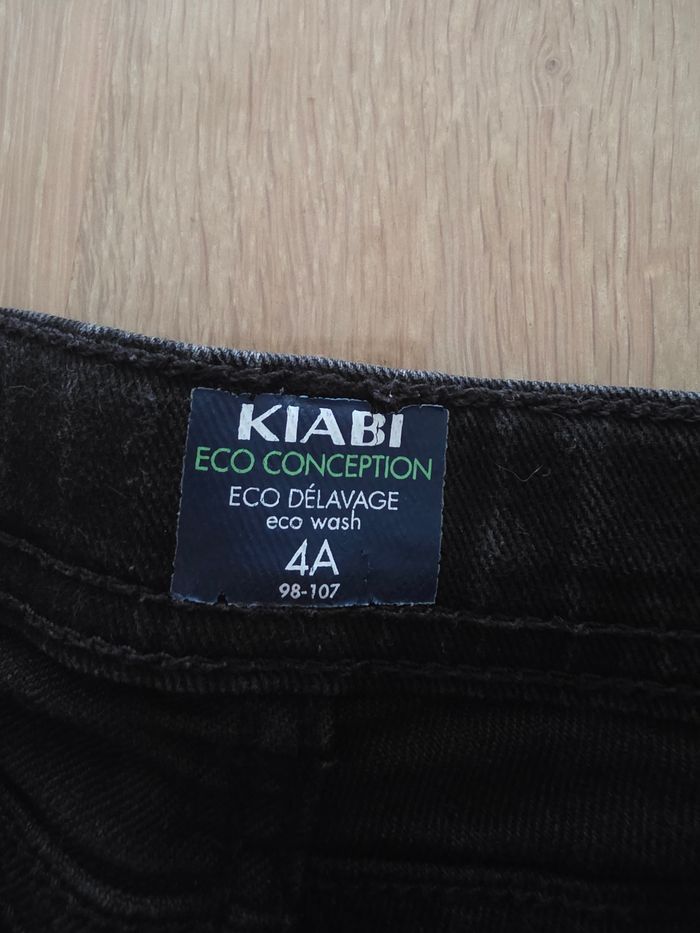 KIABI
ECO CONCEPTION
ECO DÉLAVAGE
eco wash
4A
98-107